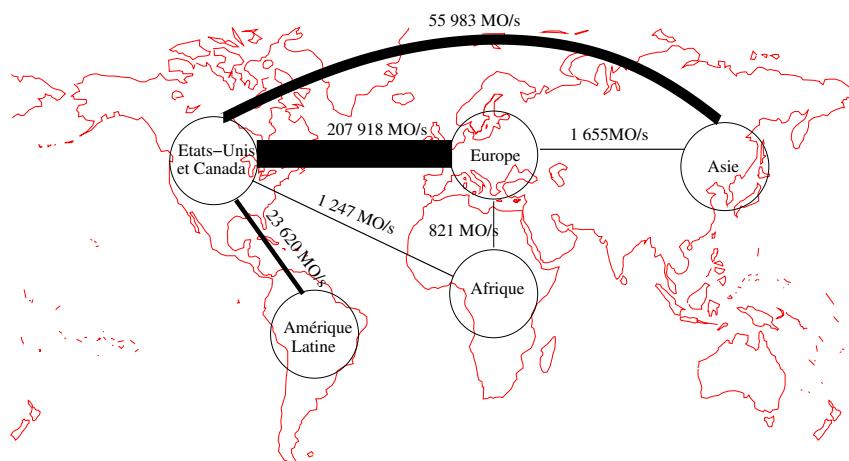 55 983 MO/s
207 918 MO/s
1 655MO/s
Etats−Unis
et Canada
Europe
Asie
1 247 MO/s
821 MO/s
23 620 MO/s
Afrique
Amérique
Latine